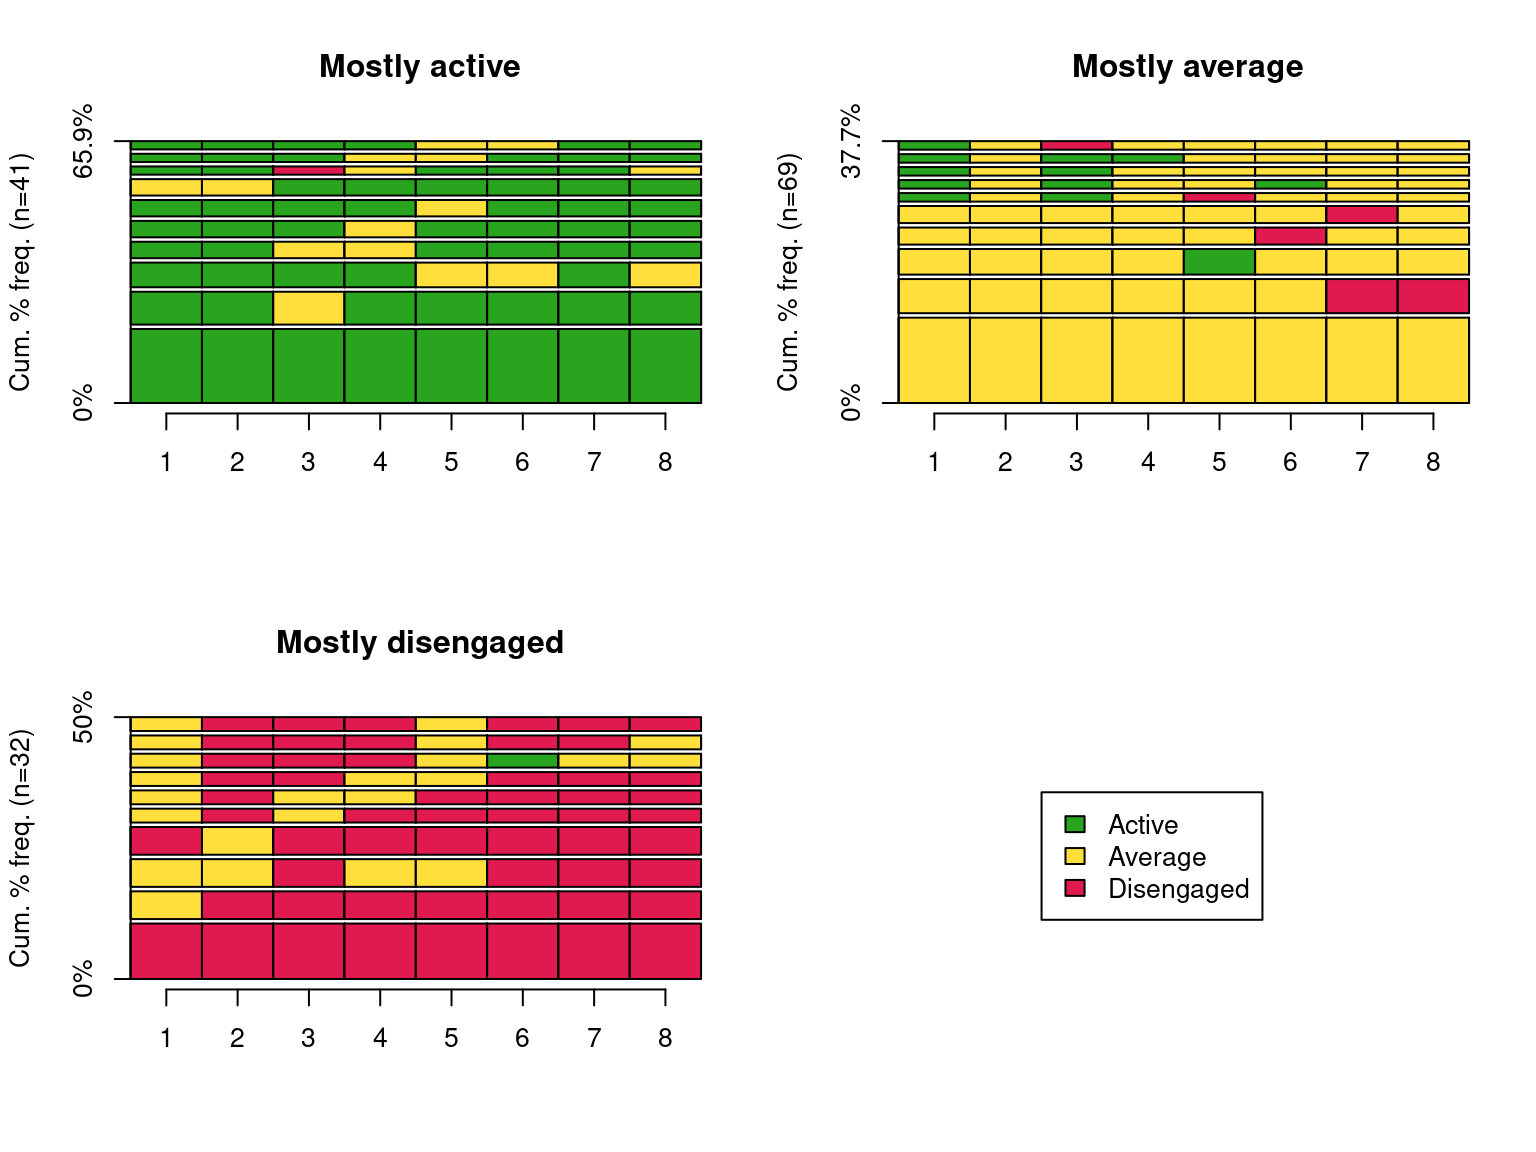 Mostly active
Cum. % freq. (n=41)
65.9%
0%
1 2 3 4 5 6 7 8
Mostly average
Cum. % freq. (n=69)
37.7%
0%
1 2 3 4 5 6 7 8
Mostly disengaged
Cum. % freq. (n=32)
50%
0%
1 2 3 4 5 6 7 8
Active
Average
Disengaged